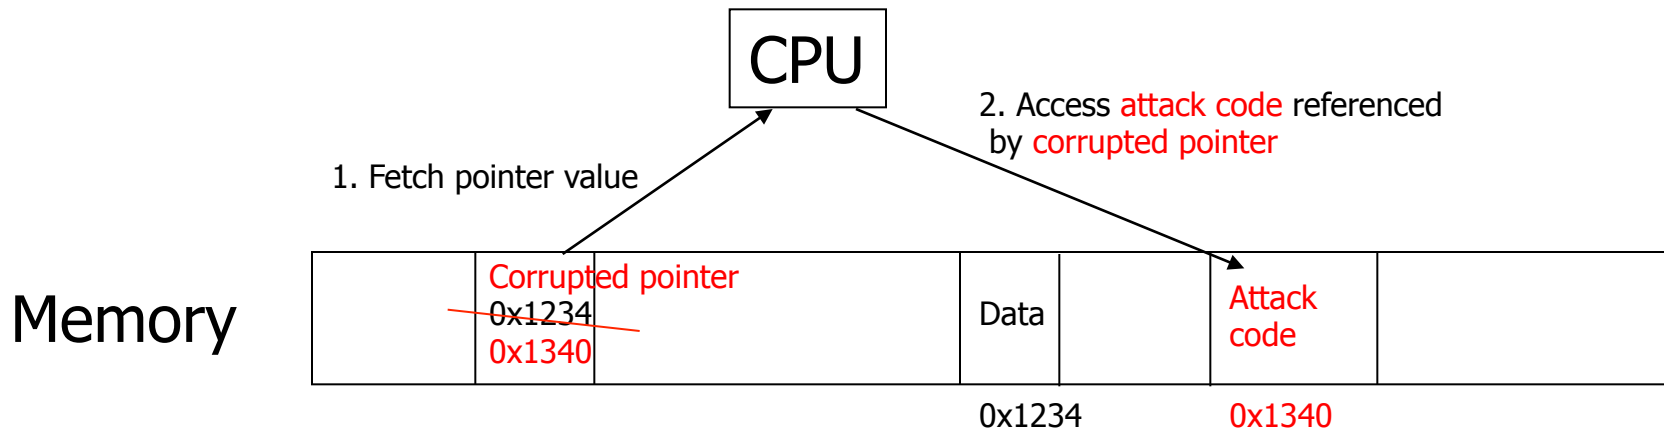 CPU
2. Access attack code referenced
by corrupted pointer
1. Fetch pointer value
Memory
Corrupted pointer
0x1234
0x1340
Data
Attack
code
0x1234
0x1340